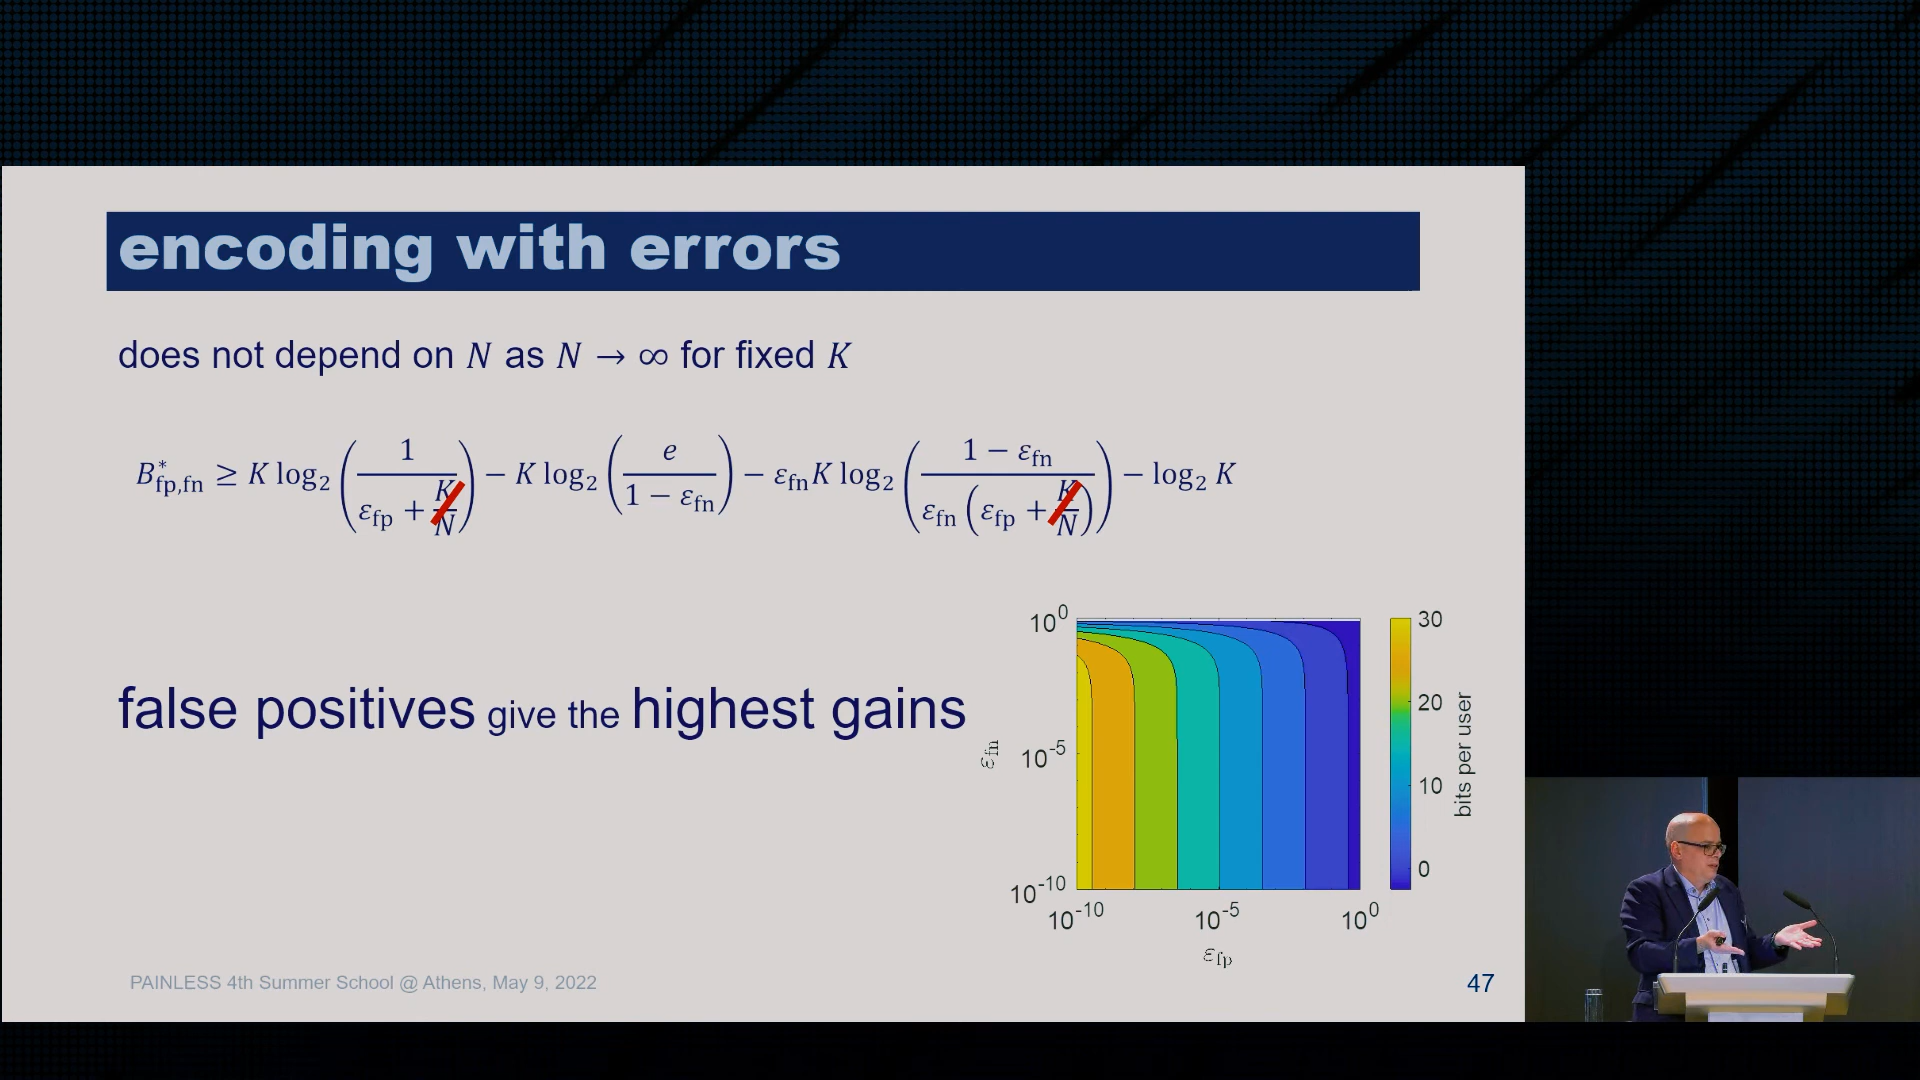 encoding with errors
does not depend on N as N → ∞ for fixed K
B*fp,fn ≥ K log2 (1 / (εfp + K/N)) − K log2 (e / (1 − εfn)) − εfn K log2 ((1 − εfn) / (εfn (εfp + K/N))) − log2 K
false positives give the highest gains
10^0
10^-5
10^-10
εfn
10^-10 10^-5 10^0
εfp
30
20
10
0
bits per user
PAINLESS 4th Summer School @ Athens, May 9, 2022
47